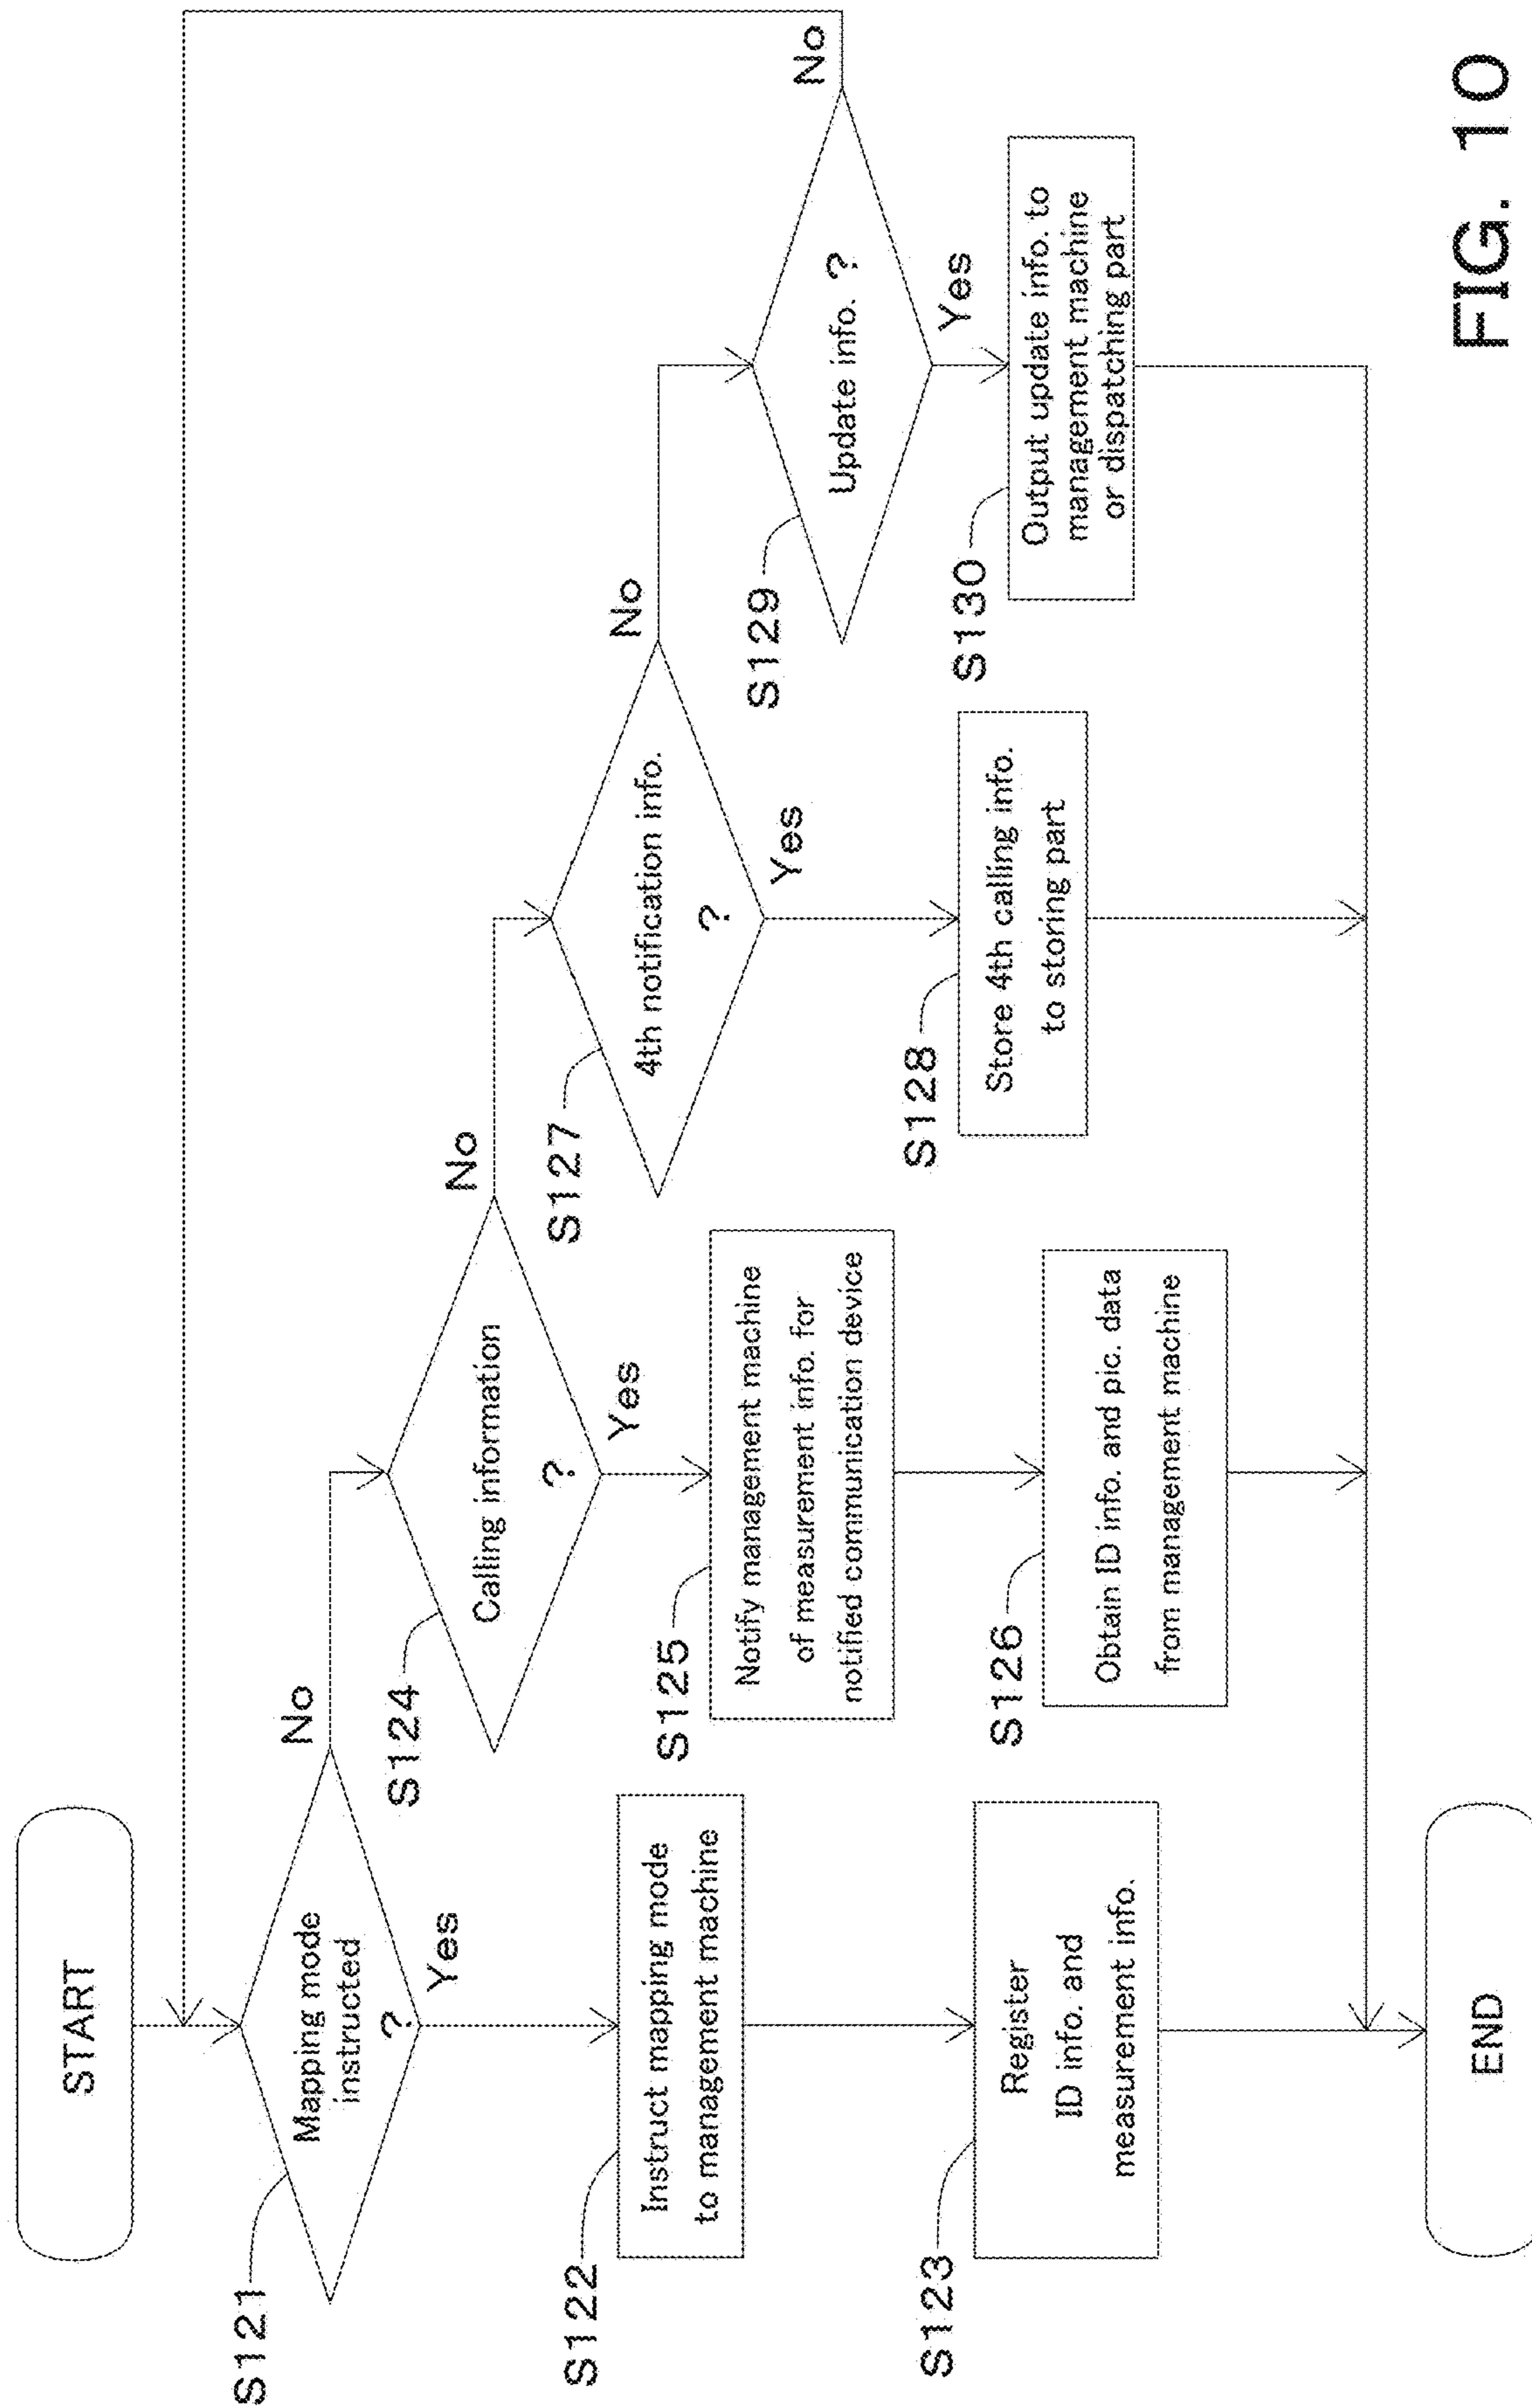 START
S121
Mapping mode
instructed
?
No
Yes
S122
Instruct mapping mode
to management machine
S123
Register
ID info. and
measurement info.
S124
Calling information
?
No
Yes
S125
Notify management machine
of measurement info. for
notified communication device
S126
Obtain ID info. and pic. data
from management machine
S127
4th notification info.
?
No
Yes
S128
Store 4th calling info.
to storing part
S129
Update info. ?
No
Yes
S130
Output update info. to
management machine
or dispatching part
END
FIG. 10